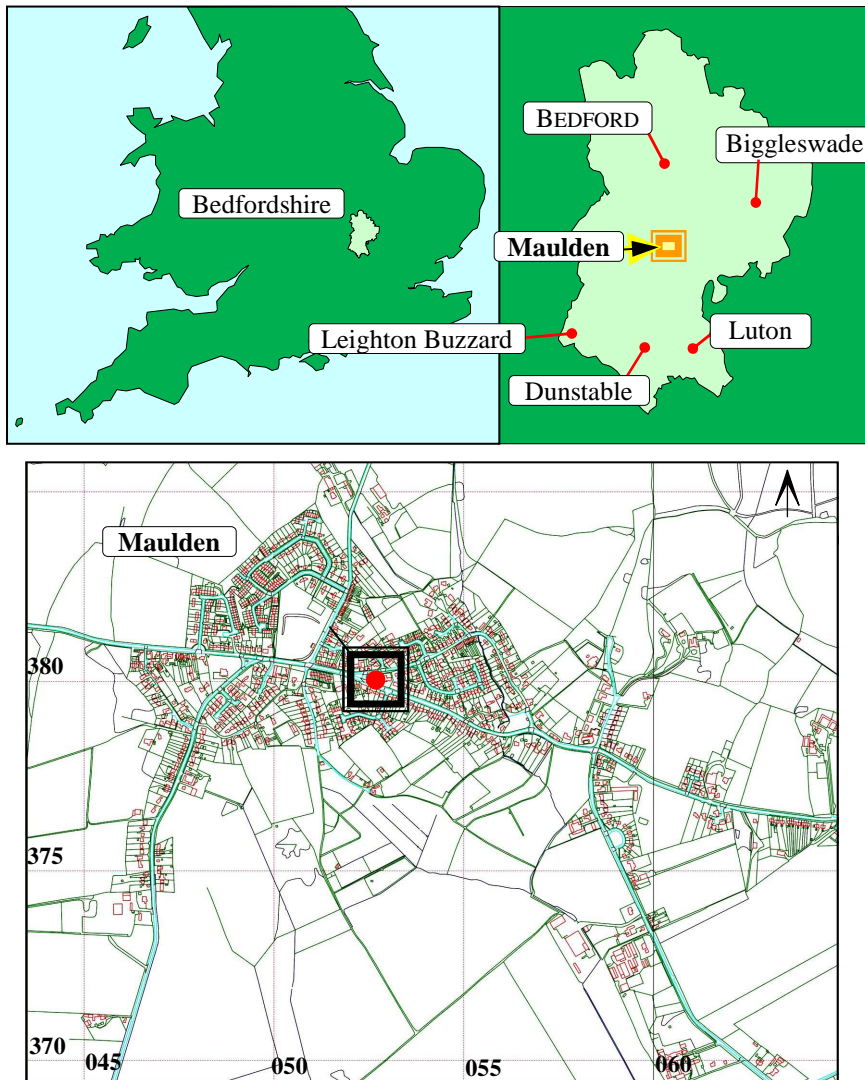 BEDFORD
Biggleswade
Bedfordshire
Maulden
Leighton Buzzard
Luton
Dunstable
Maulden
380
375
370
045
050
055
060